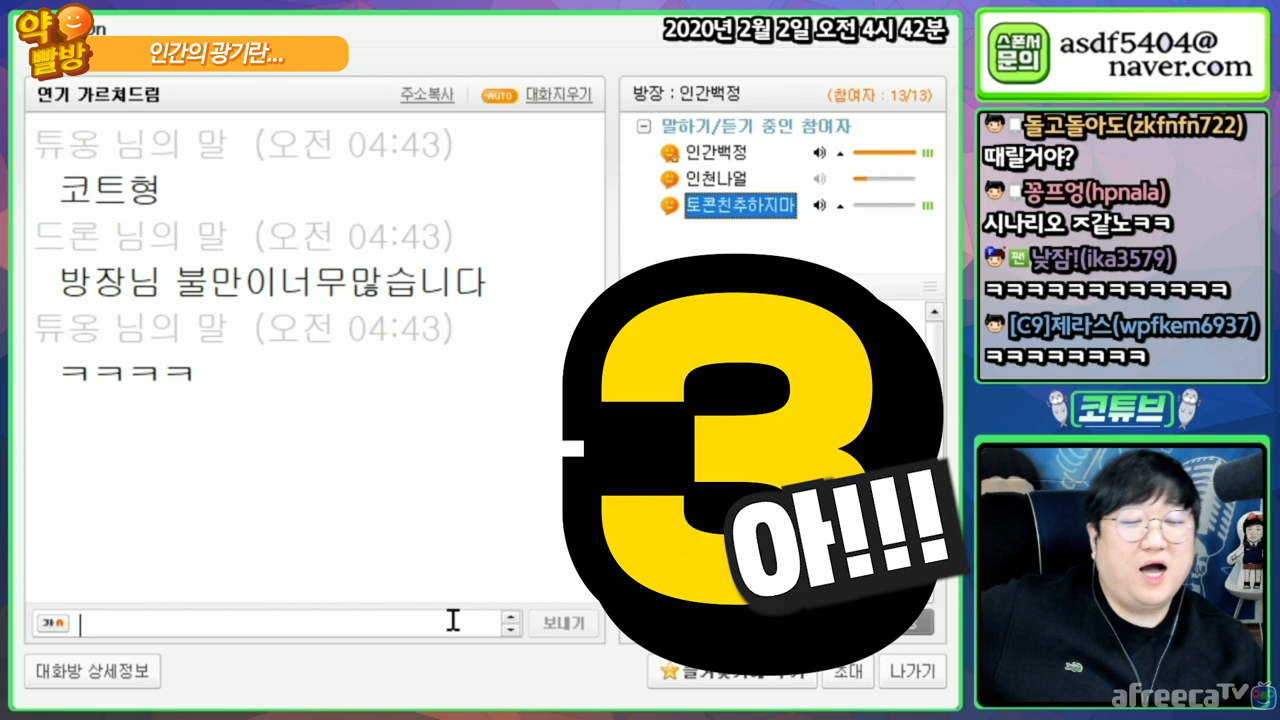 약빨방
인간의 광기란...
2020년 2월 2일 오전 4시 42분
연기 가르쳐드림
주소복사
AUTO 대화지우기
튜옹 님의 말 (오전 04:43)
코트형
드론 님의 말 (오전 04:43)
방장님 불만이너무많습니다
튜옹 님의 말 (오전 04:43)
ㅋㅋㅋㅋ
가
보내기
대화방 상세정보
방장 : 인간백정
(참여자 : 13/13)
말하기/듣기 중인 참여자
인간백정
인천나얼
토콘친추하지마
3
아!!!
초대
나가기
스폰서
문의
asdf5404@
naver.com
돌고돌아도(zkfnfn722)
때릴거야?
꽁프엉(hpnala)
시나리오 ㅈ같노ㅋㅋ
팬 낮잠!(ika3579)
ㅋㅋㅋㅋㅋㅋㅋㅋㅋㅋㅋㅋ
[C9]제라스(wpfkem6937)
ㅋㅋㅋㅋㅋㅋㅋㅋ
코튜브
afreecaTV